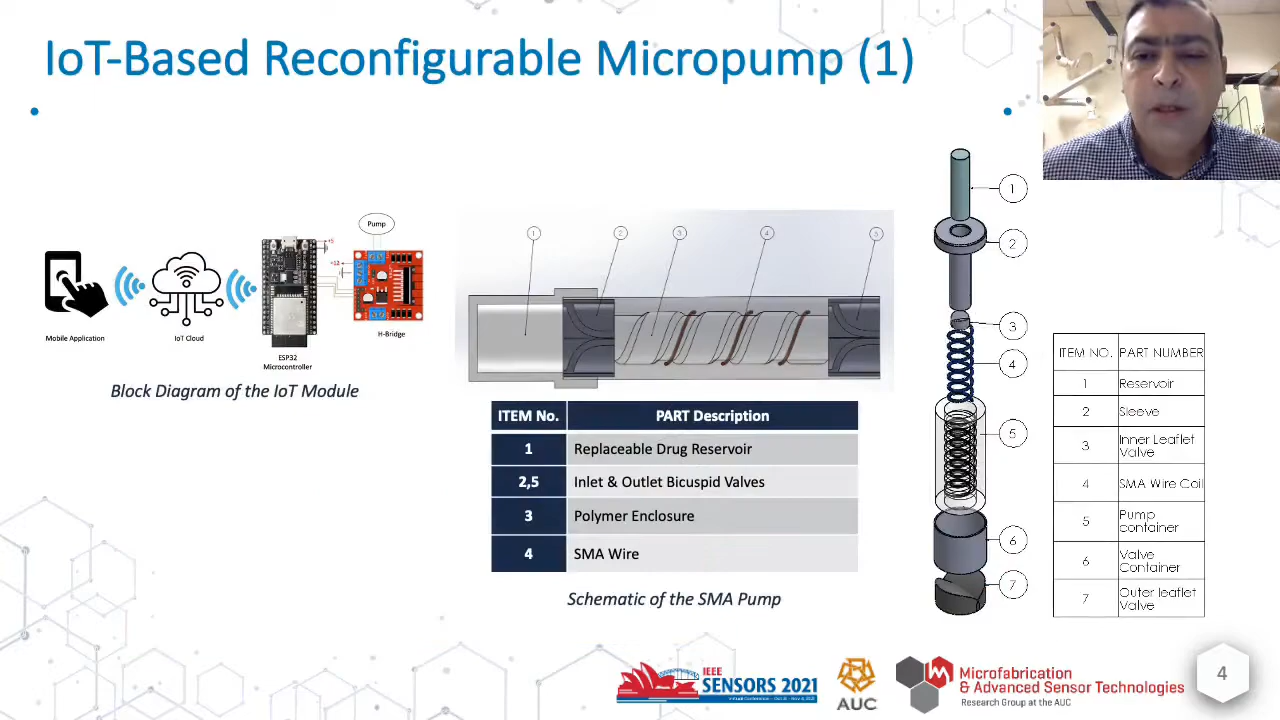 IoT-Based Reconfigurable Micropump (1)
Pump
+5
+12
Mobile Application
IoT Cloud
ESP32
Microcontroller
H-Bridge
Block Diagram of the IoT Module
1
2
3
4
5
ITEM No.
PART Description
1
Replaceable Drug Reservoir
2,5
Inlet & Outlet Bicuspid Valves
3
Polymer Enclosure
4
SMA Wire
Schematic of the SMA Pump
1
2
3
4
5
6
7
ITEM NO.
PART NUMBER
1
Reservoir
2
Sleeve
3
Inner Leaflet
Valve
4
SMA Wire Coil
5
Pump
container
6
Valve
Container
7
Outer leaflet
Valve
IEEE
SENSORS 2021
AUC
Microfabrication
& Advanced Sensor Technologies
Research Group at the AUC
4